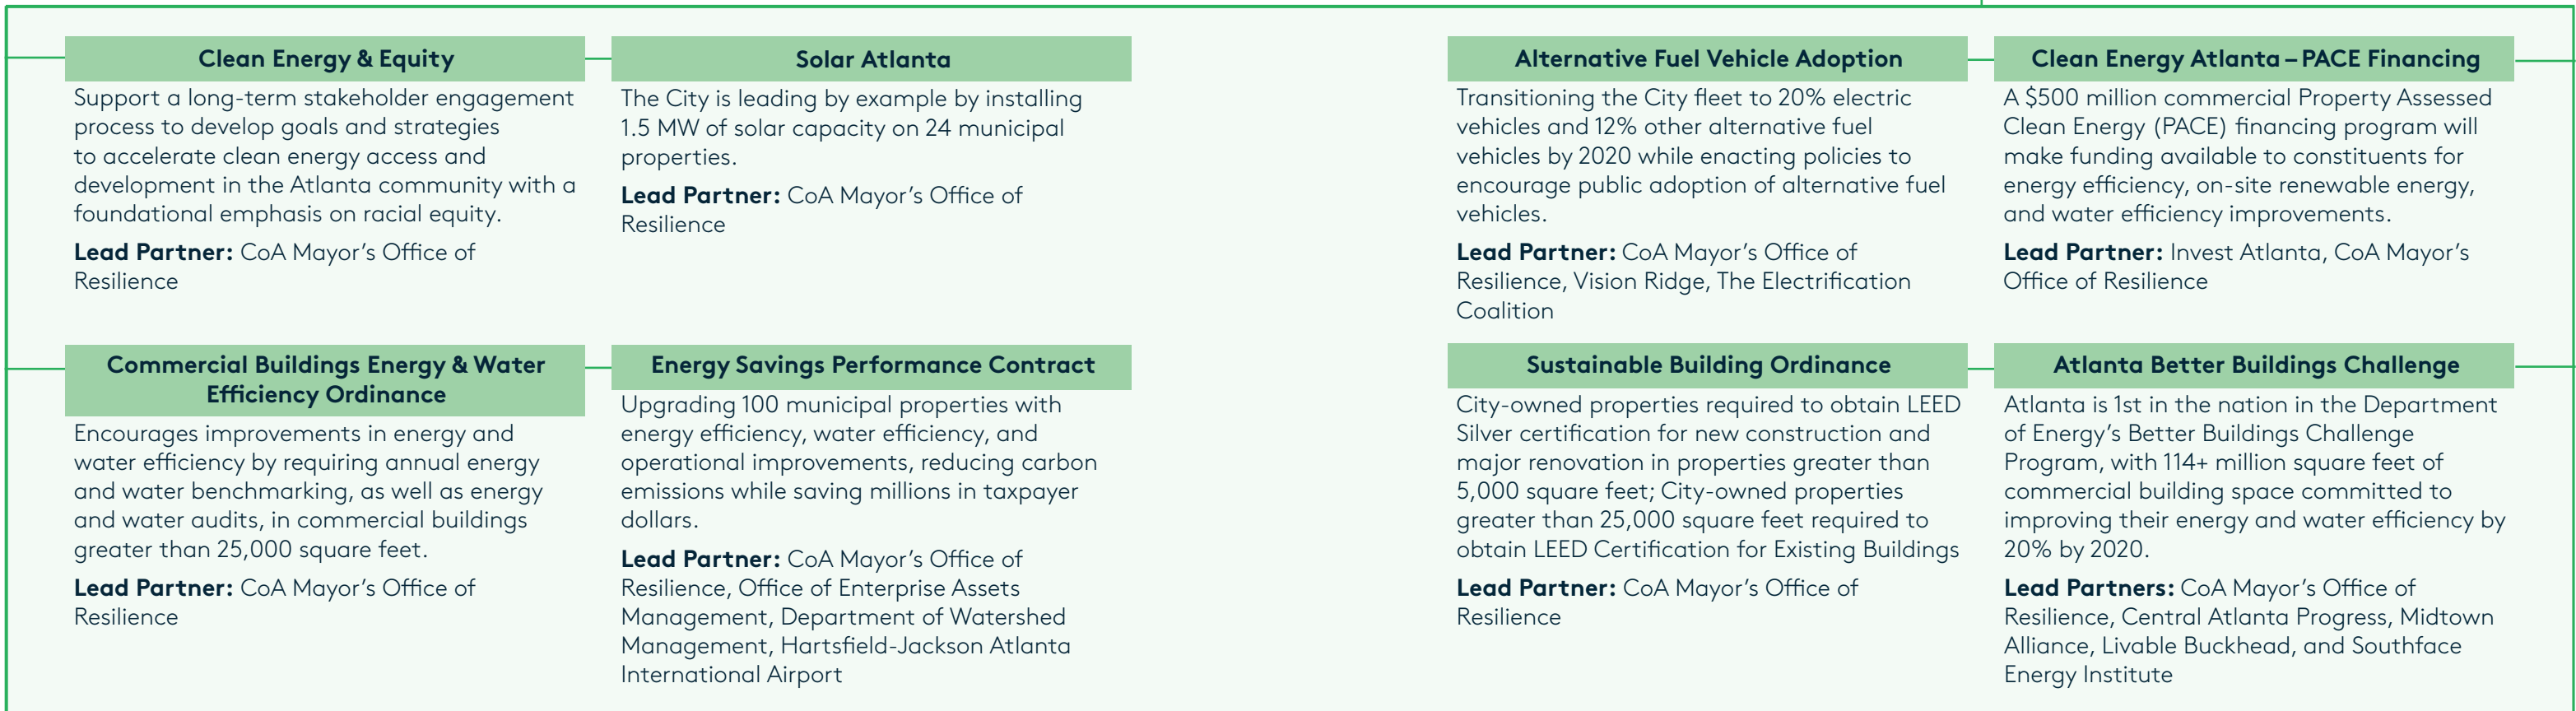 Clean Energy & Equity
Support a long-term stakeholder engagement
process to develop goals and strategies
to accelerate clean energy access and
development in the Atlanta community with a
foundational emphasis on racial equity.
Lead Partner: CoA Mayor’s Office of
Resilience
Solar Atlanta
The City is leading by example by installing
1.5 MW of solar capacity on 24 municipal
properties.
Lead Partner: CoA Mayor’s Office of
Resilience
Alternative Fuel Vehicle Adoption
Transitioning the City fleet to 20% electric
vehicles and 12% other alternative fuel
vehicles by 2020 while enacting policies to
encourage public adoption of alternative fuel
vehicles.
Lead Partner: CoA Mayor’s Office of
Resilience, Vision Ridge, The Electrification
Coalition
Clean Energy Atlanta – PACE Financing
A $500 million commercial Property Assessed
Clean Energy (PACE) financing program will
make funding available to constituents for
energy efficiency, on-site renewable energy,
and water efficiency improvements.
Lead Partner: Invest Atlanta, CoA Mayor’s
Office of Resilience
Commercial Buildings Energy & Water
Efficiency Ordinance
Encourages improvements in energy and
water efficiency by requiring annual energy
and water benchmarking, as well as energy
and water audits, in commercial buildings
greater than 25,000 square feet.
Lead Partner: CoA Mayor’s Office of
Resilience
Energy Savings Performance Contract
Upgrading 100 municipal properties with
energy efficiency, water efficiency, and
operational improvements, reducing carbon
emissions while saving millions in taxpayer
dollars.
Lead Partner: CoA Mayor’s Office of
Resilience, Office of Enterprise Assets
Management, Department of Watershed
Management, Hartsfield-Jackson Atlanta
International Airport
Sustainable Building Ordinance
City-owned properties required to obtain LEED
Silver certification for new construction and
major renovation in properties greater than
5,000 square feet; City-owned properties
greater than 25,000 square feet required to
obtain LEED Certification for Existing Buildings
Lead Partner: CoA Mayor’s Office of
Resilience
Atlanta Better Buildings Challenge
Atlanta is 1st in the nation in the Department
of Energy’s Better Buildings Challenge
Program, with 114+ million square feet of
commercial building space committed to
improving their energy and water efficiency by
20% by 2020.
Lead Partners: CoA Mayor’s Office of
Resilience, Central Atlanta Progress, Midtown
Alliance, Livable Buckhead, and Southface
Energy Institute